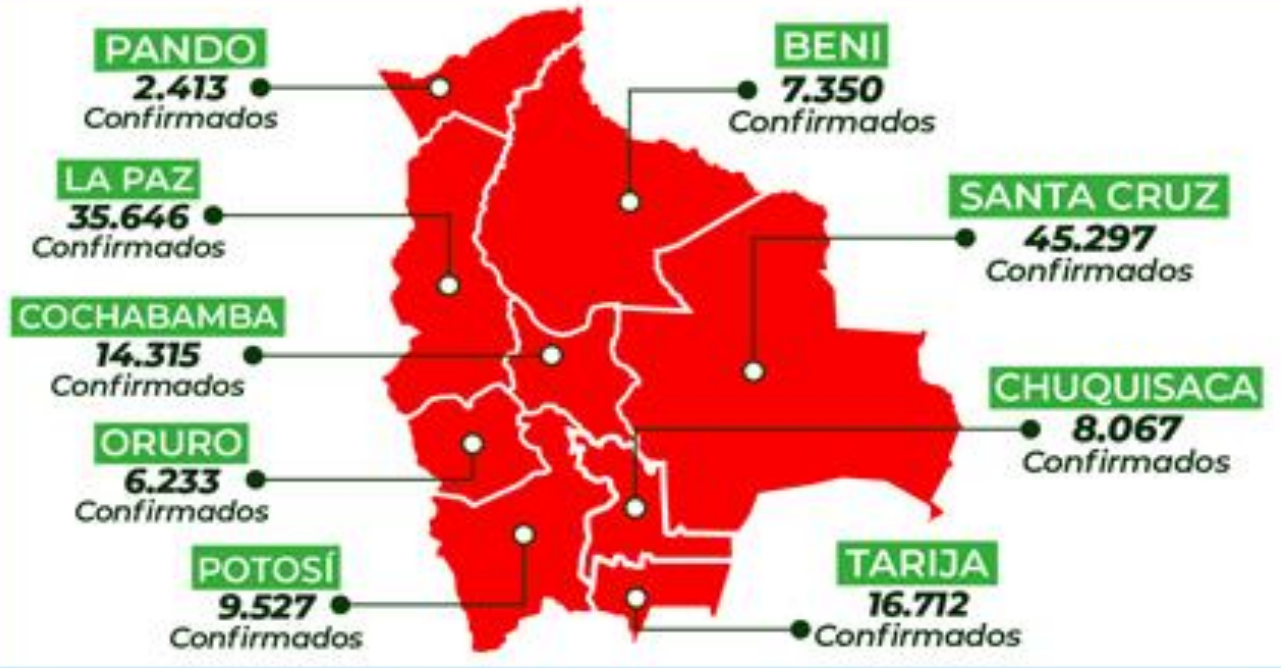 PANDO
2.413
Confirmados
BENI
7.350
Confirmados
LA PAZ
35.646
Confirmados
SANTA CRUZ
45.297
Confirmados
COCHABAMBA
14.315
Confirmados
CHUQUISACA
8.067
Confirmados
ORURO
6.233
Confirmados
POTOSÍ
9.527
Confirmados
TARIJA
16.712
Confirmados